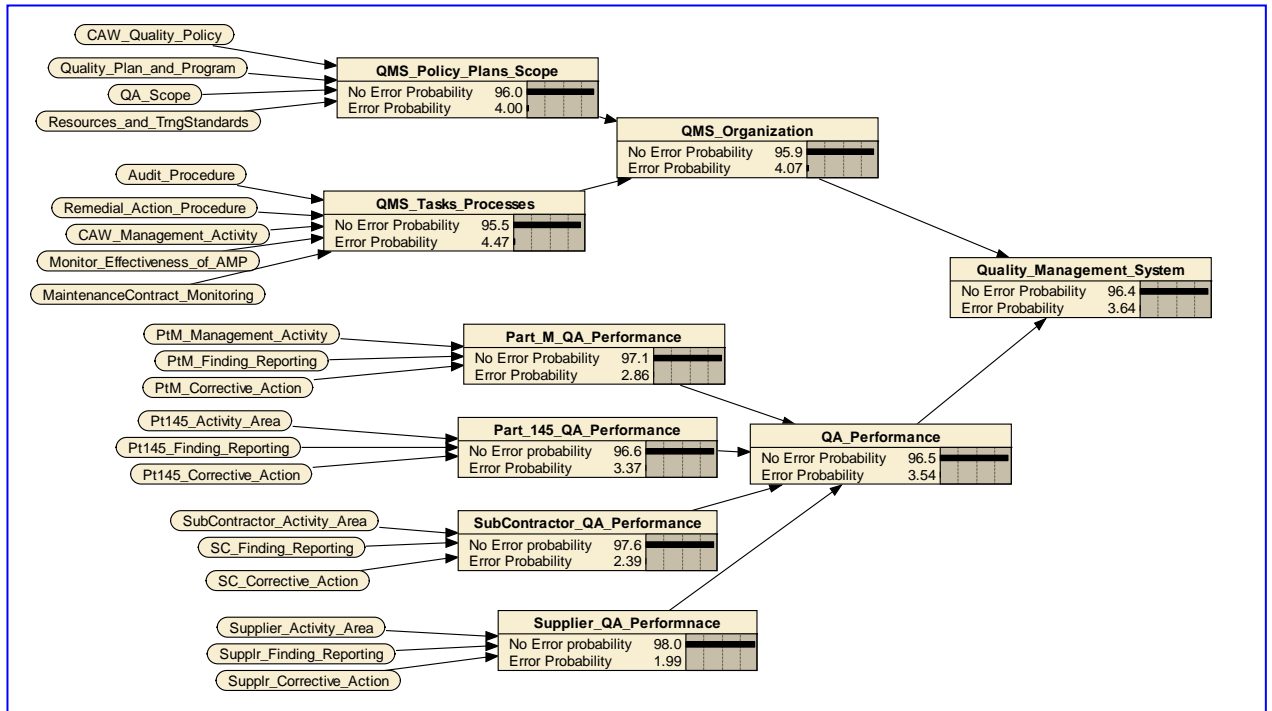 CAW_Quality_Policy
Quality_Plan_and_Program
QA_Scope
Resources_and_TrngStandards
QMS_Policy_Plans_Scope
No Error Probability 96.0
Error Probability 4.00
Audit_Procedure
Remedial_Action_Procedure
CAW_Management_Activity
Monitor_Effectiveness_of_AMP
MaintenanceContract_Monitoring
QMS_Tasks_Processes
No Error Probability 95.5
Error Probability 4.47
QMS_Organization
No Error Probability 95.9
Error Probability 4.07
Quality_Management_System
No Error Probability 96.4
Error Probability 3.64
PtM_Management_Activity
PtM_Finding_Reporting
PtM_Corrective_Action
Part_M_QA_Performance
No Error Probability 97.1
Error Probability 2.86
Pt145_Activity_Area
Pt145_Finding_Reporting
Pt145_Corrective_Action
Part_145_QA_Performance
No Error probability 96.6
Error Probability 3.37
QA_Performance
No Error Probability 96.5
Error Probability 3.54
SubContractor_Activity_Area
SC_Finding_Reporting
SC_Corrective_Action
SubContractor_QA_Performance
No Error probability 97.6
Error Probability 2.39
Supplier_Activity_Area
Supplr_Finding_Reporting
Supplr_Corrective_Action
Supplier_QA_Performnace
No Error probability 98.0
Error Probability 1.99